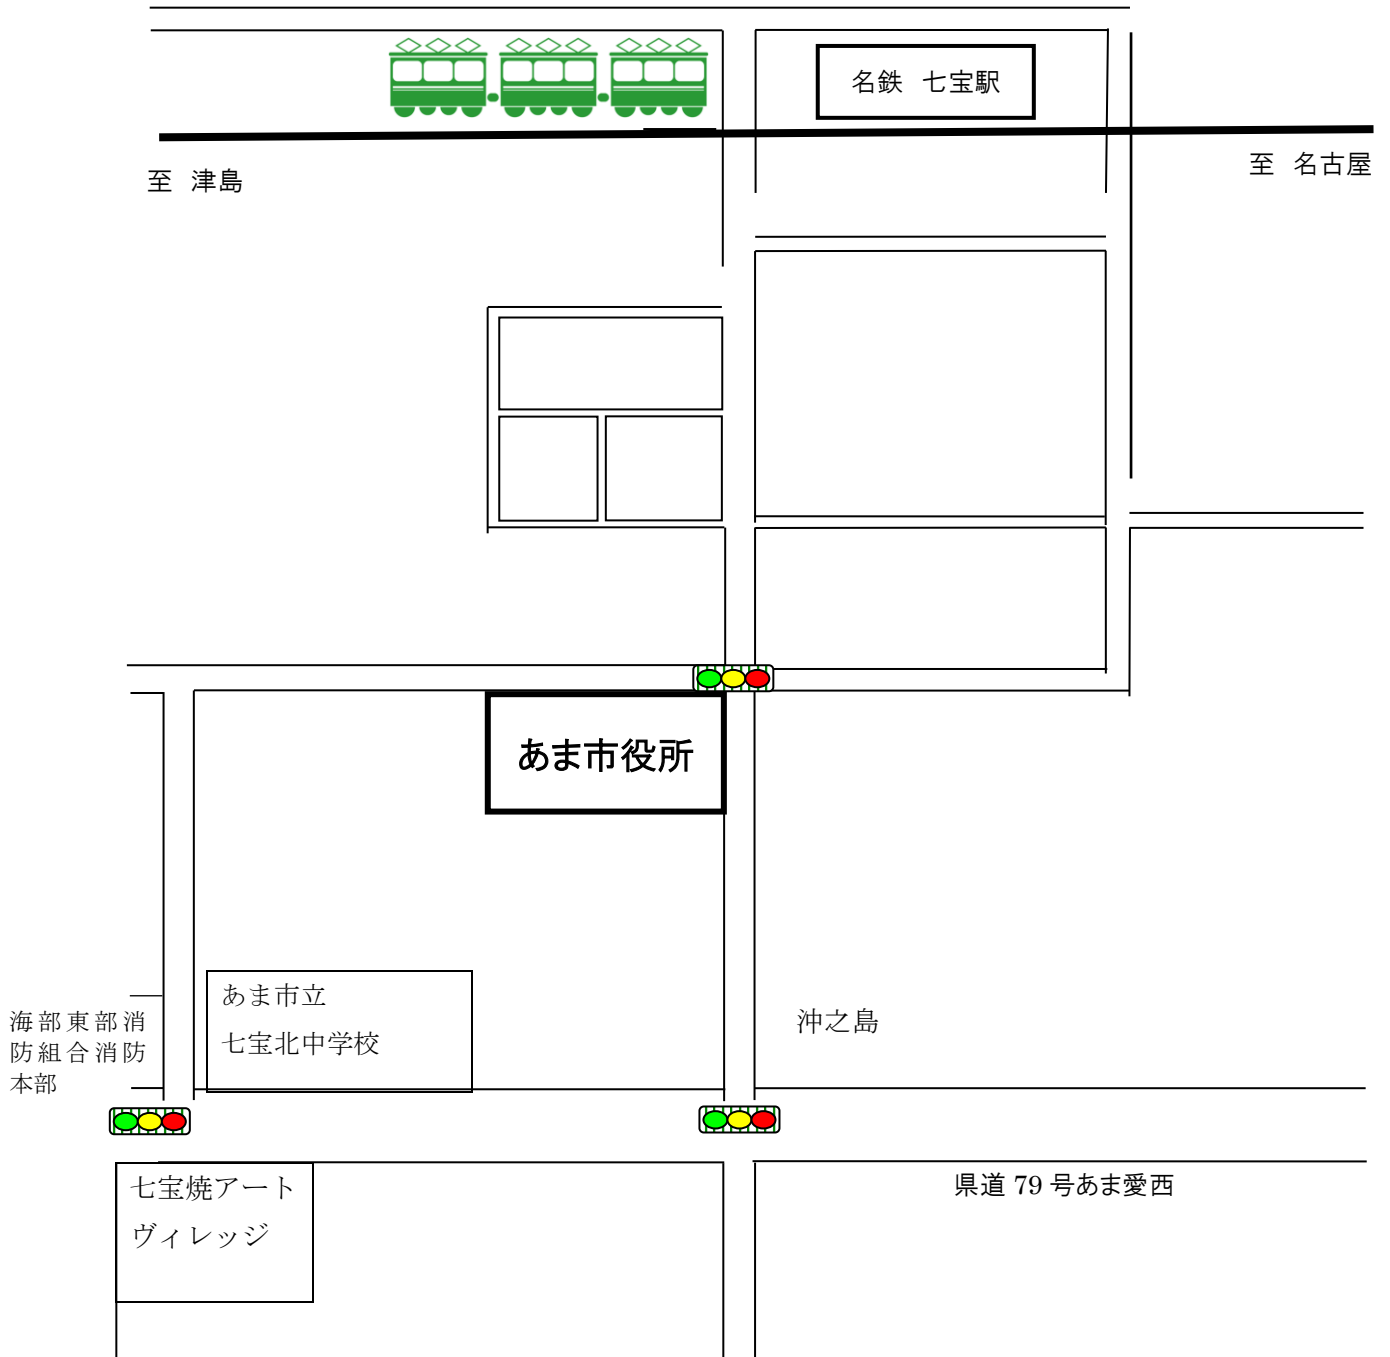 名鉄　七宝駅
至　津島
至　名古屋
あま市役所
あま市立
七宝北中学校
海部東部消
防組合消防
本部
沖之島
七宝焼アート
ヴィレッジ
県道 79 号あま愛西